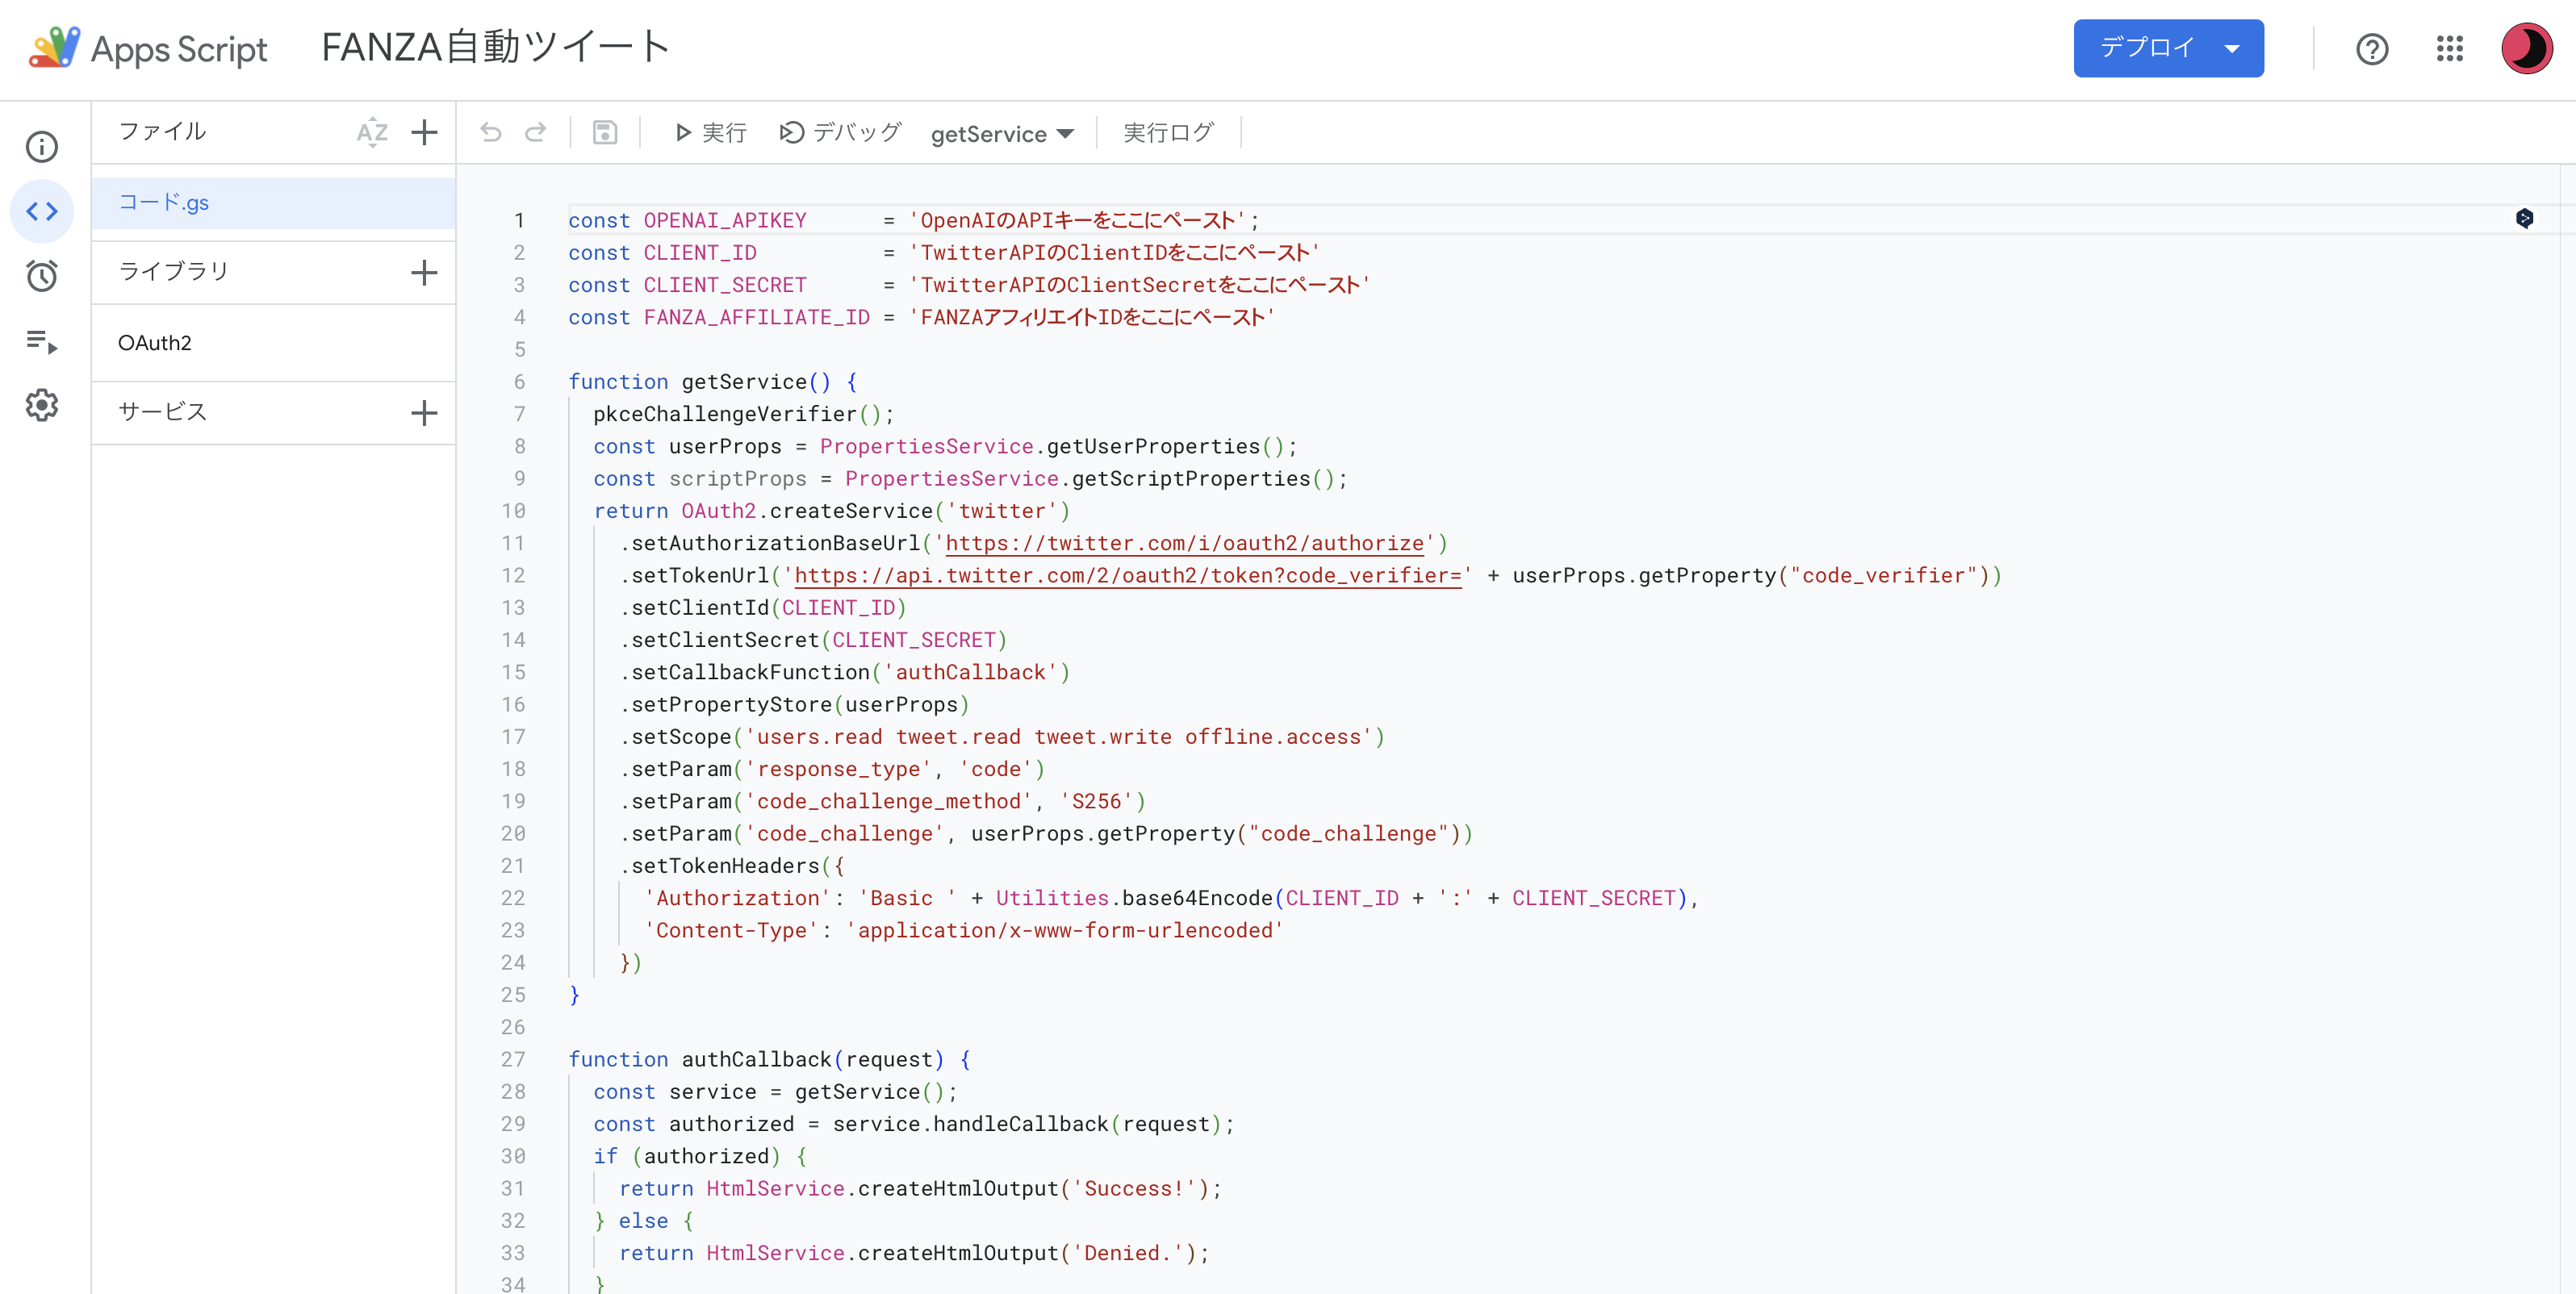 Apps Script FANZA自動ツイート デプロイ
ファイル AZ
実行 デバッグ getService 実行ログ
コード.gs
ライブラリ
OAuth2
サービス
1 const OPENAI_APIKEY = 'OpenAIのAPIキーをここにペースト';
2 const CLIENT_ID = 'TwitterAPIのClientIDをここにペースト'
3 const CLIENT_SECRET = 'TwitterAPIのClientSecretをここにペースト'
4 const FANZA_AFFILIATE_ID = 'FANZAアフィリエイトIDをここにペースト'
5
6 function getService() {
7 pkceChallengeVerifier();
8 const userProps = PropertiesService.getUserProperties();
9 const scriptProps = PropertiesService.getScriptProperties();
10 return OAuth2.createService('twitter')
11 .setAuthorizationBaseUrl('https://twitter.com/i/oauth2/authorize')
12 .setTokenUrl('https://api.twitter.com/2/oauth2/token?code_verifier=' + userProps.getProperty("code_verifier"))
13 .setClientId(CLIENT_ID)
14 .setClientSecret(CLIENT_SECRET)
15 .setCallbackFunction('authCallback')
16 .setPropertyStore(userProps)
17 .setScope('users.read tweet.read tweet.write offline.access')
18 .setParam('response_type', 'code')
19 .setParam('code_challenge_method', 'S256')
20 .setParam('code_challenge', userProps.getProperty("code_challenge"))
21 .setTokenHeaders({
22 'Authorization': 'Basic ' + Utilities.base64Encode(CLIENT_ID + ':' + CLIENT_SECRET),
23 'Content-Type': 'application/x-www-form-urlencoded'
24 })
25 }
26
27 function authCallback(request) {
28 const service = getService();
29 const authorized = service.handleCallback(request);
30 if (authorized) {
31 return HtmlService.createHtmlOutput('Success!');
32 } else {
33 return HtmlService.createHtmlOutput('Denied.');
34 }